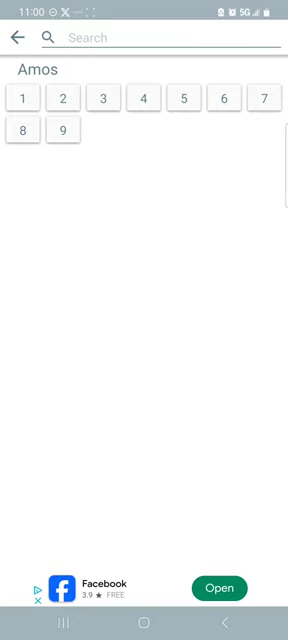 11:00
5G
Search
Amos
1 2 3 4 5 6 7
8 9
Facebook
3.9 ★ FREE
Open